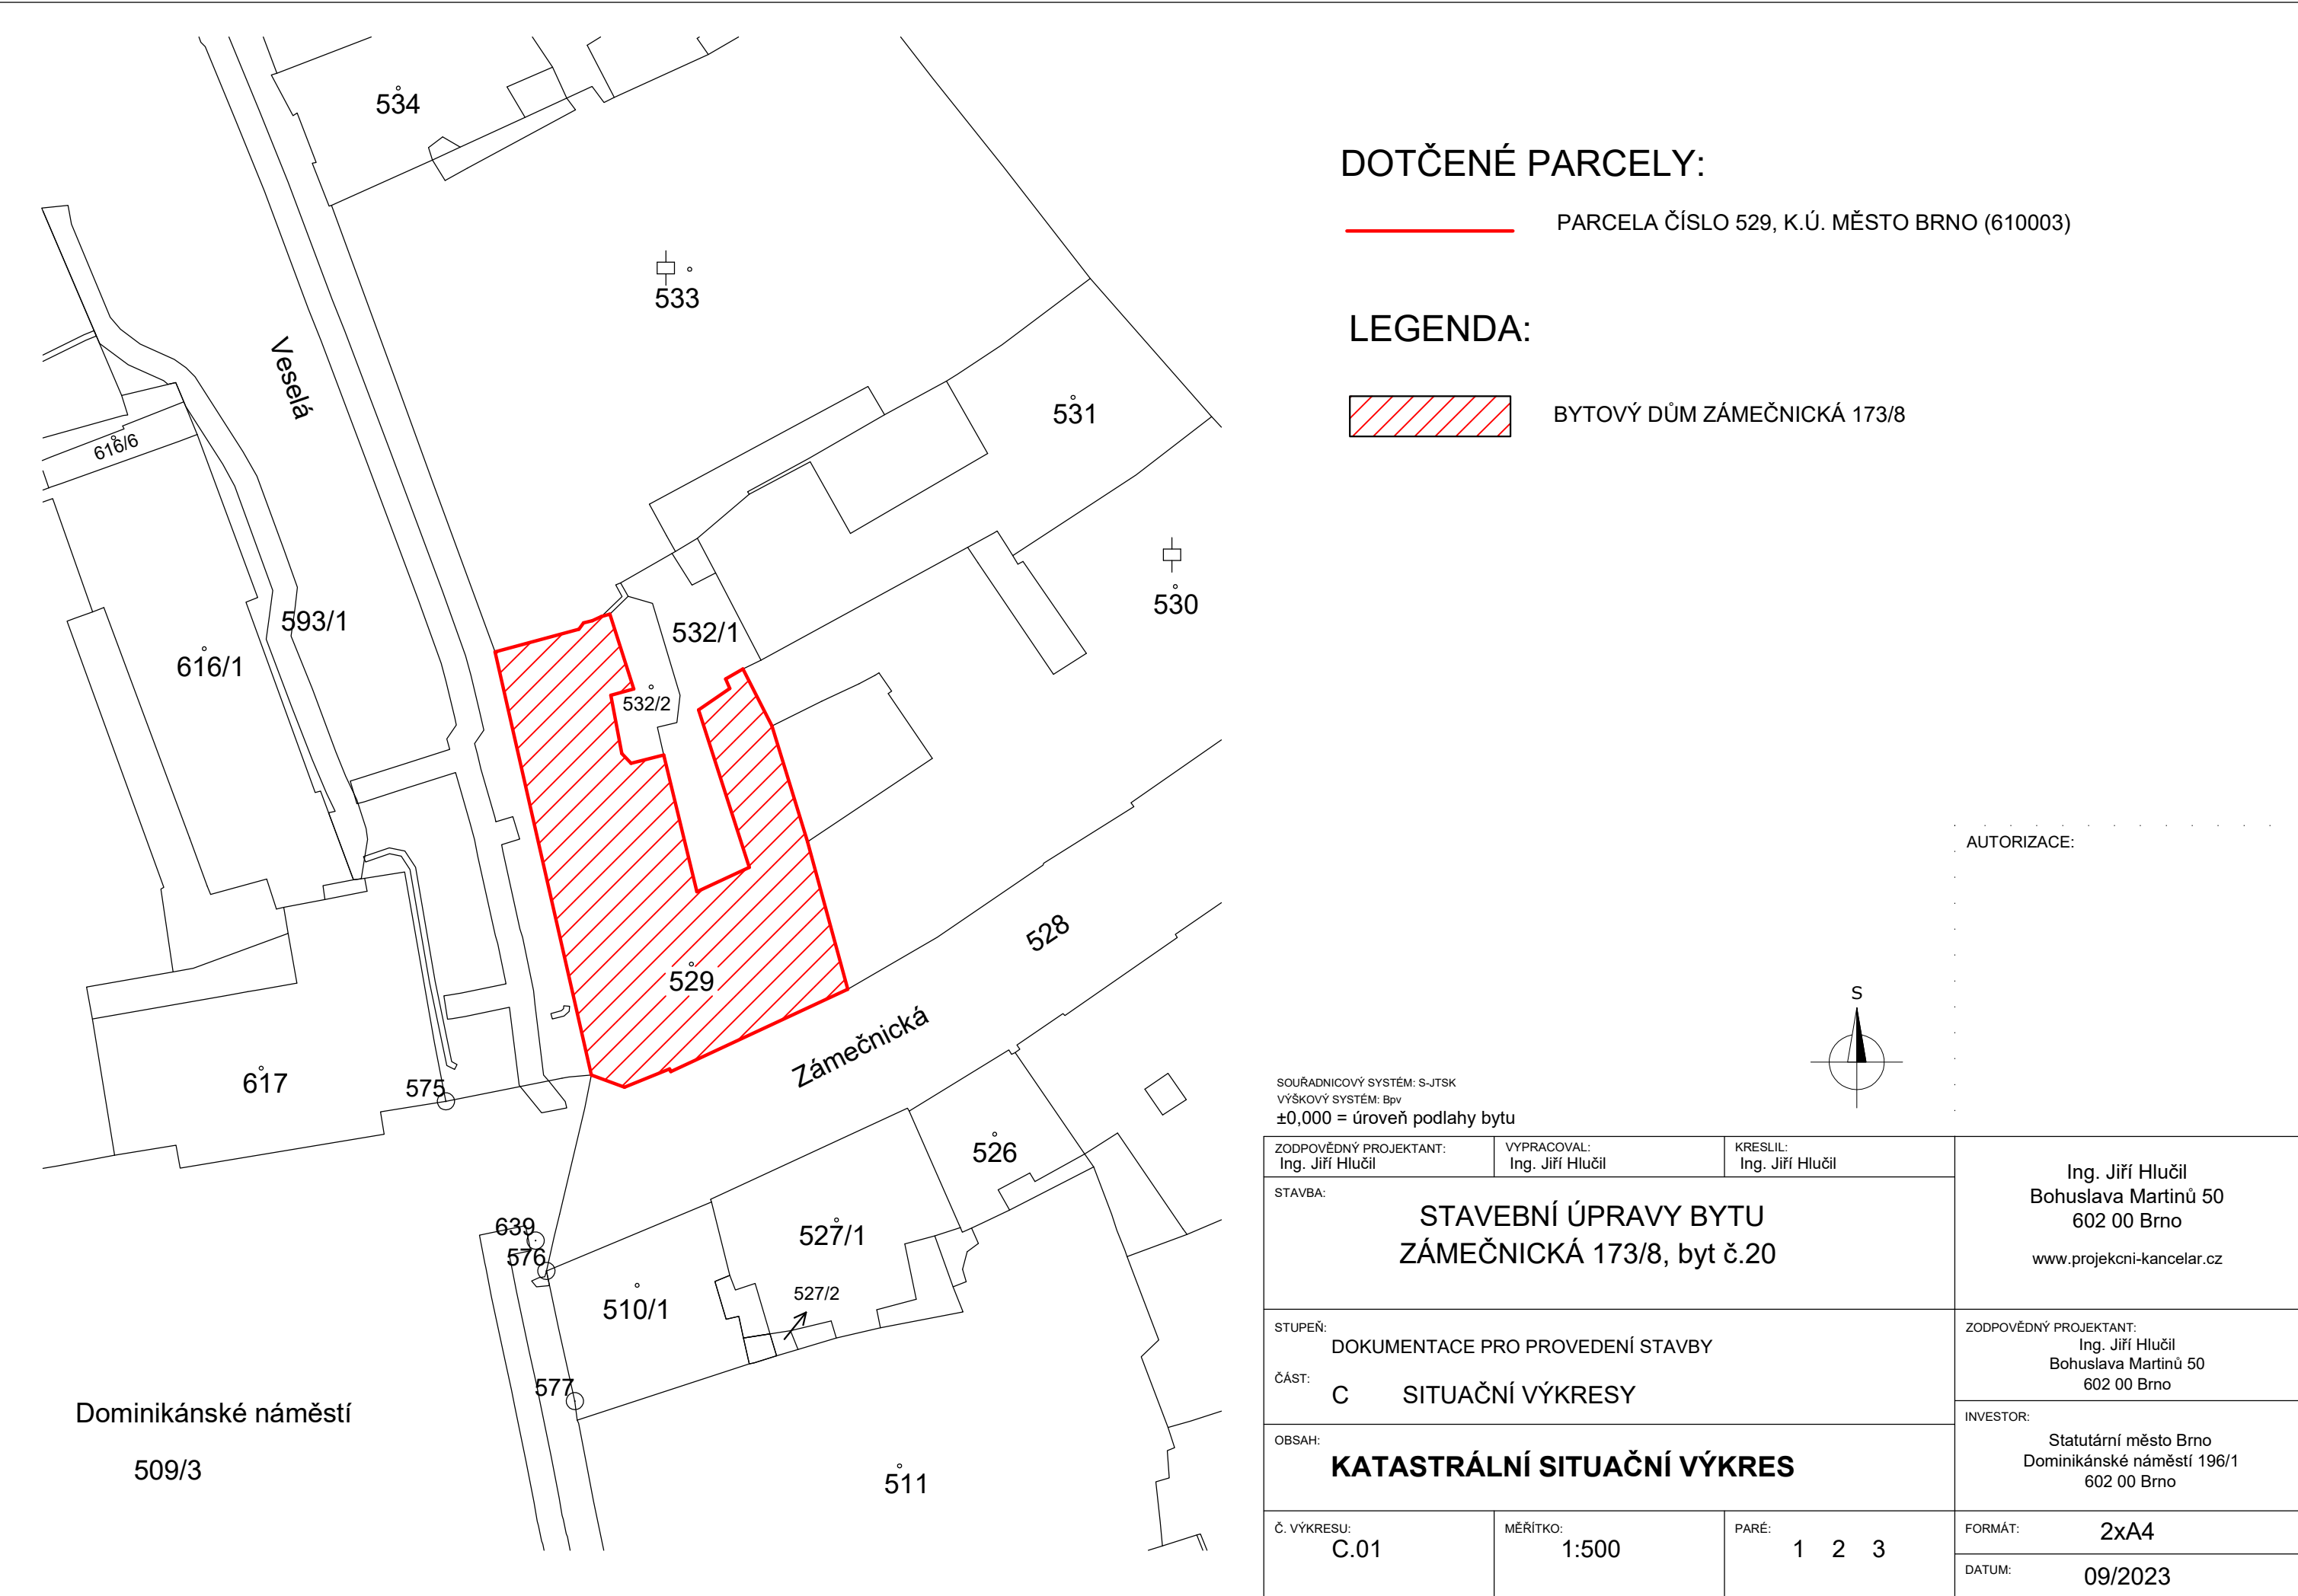 534
533
Veselá
531
616/6
530
593/1
532/1
616/1
532/2
528
529
Zámečnická
617
575
526
639
527/1
576
527/2
510/1
577
Dominikánské náměstí
509/3
511
DOTČENÉ PARCELY:
PARCELA ČÍSLO 529, K.Ú. MĚSTO BRNO (610003)
LEGENDA:
BYTOVÝ DŮM ZÁMEČNICKÁ 173/8
AUTORIZACE:
S
SOUŘADNICOVÝ SYSTÉM: S-JTSK
VÝŠKOVÝ SYSTÉM: Bpv
±0,000 = úroveň podlahy bytu
ZODPOVĚDNÝ PROJEKTANT:
Ing. Jiří Hlučil
VYPRACOVAL:
Ing. Jiří Hlučil
KRESLIL:
Ing. Jiří Hlučil
Ing. Jiří Hlučil
Bohuslava Martinů 50
602 00 Brno
www.projekcni-kancelar.cz
STAVBA:
STAVEBNÍ ÚPRAVY BYTU
ZÁMEČNICKÁ 173/8, byt č.20
STUPEŇ:
DOKUMENTACE PRO PROVEDENÍ STAVBY
ČÁST:
C SITUAČNÍ VÝKRESY
ZODPOVĚDNÝ PROJEKTANT:
Ing. Jiří Hlučil
Bohuslava Martinů 50
602 00 Brno
OBSAH:
KATASTRÁLNÍ SITUAČNÍ VÝKRES
INVESTOR:
Statutární město Brno
Dominikánské náměstí 196/1
602 00 Brno
Č. VÝKRESU:
C.01
MĚŘÍTKO:
1:500
PARÉ:
1 2 3
FORMÁT:
2xA4
DATUM:
09/2023